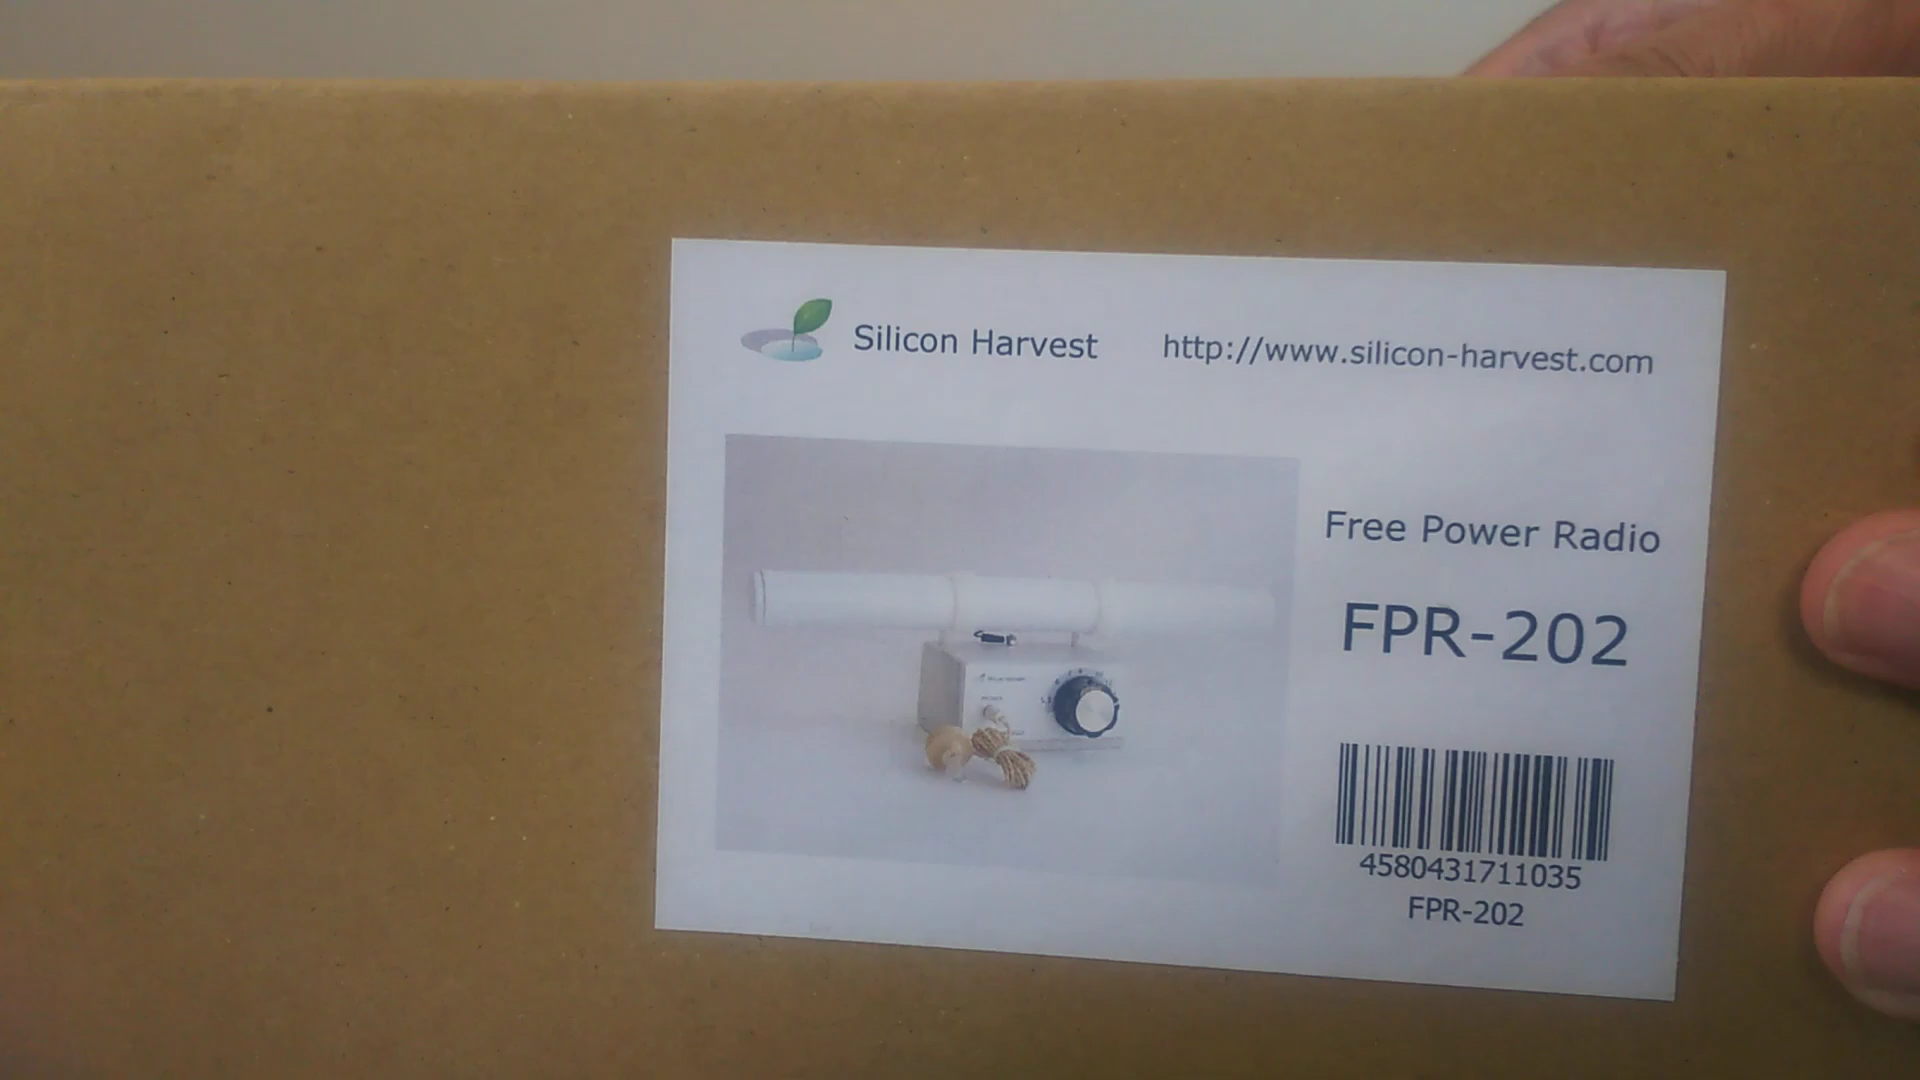 Silicon Harvest http://www.silicon-harvest.com
Free Power Radio
FPR-202
4580431711035
FPR-202